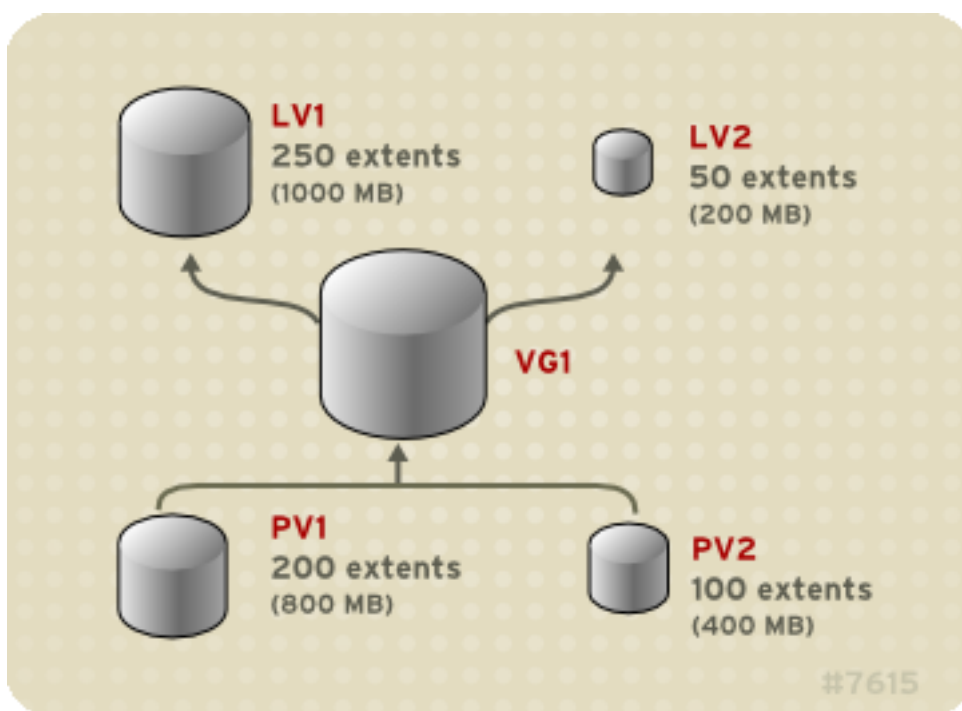 LV1
250 extents
(1000 MB)
LV2
50 extents
(200 MB)
VG1
PV1
200 extents
(800 MB)
PV2
100 extents
(400 MB)
#7615